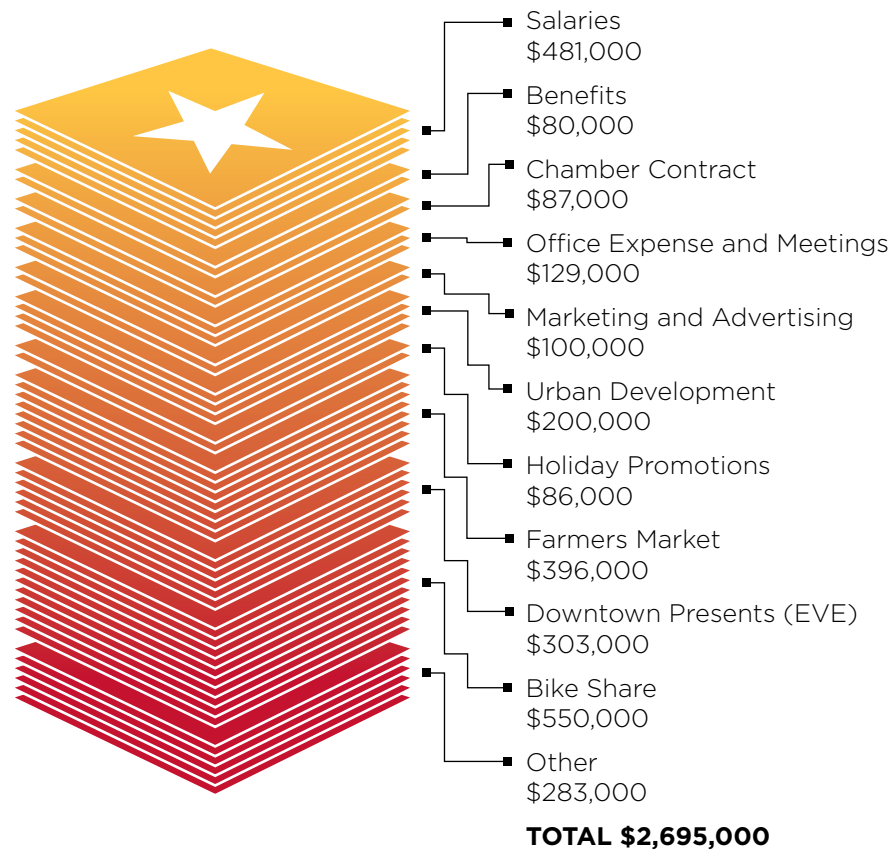 Salaries
$481,000
Benefits
$80,000
Chamber Contract
$87,000
Office Expense and Meetings
$129,000
Marketing and Advertising
$100,000
Urban Development
$200,000
Holiday Promotions
$86,000
Farmers Market
$396,000
Downtown Presents (EVE)
$303,000
Bike Share
$550,000
Other
$283,000
TOTAL $2,695,000